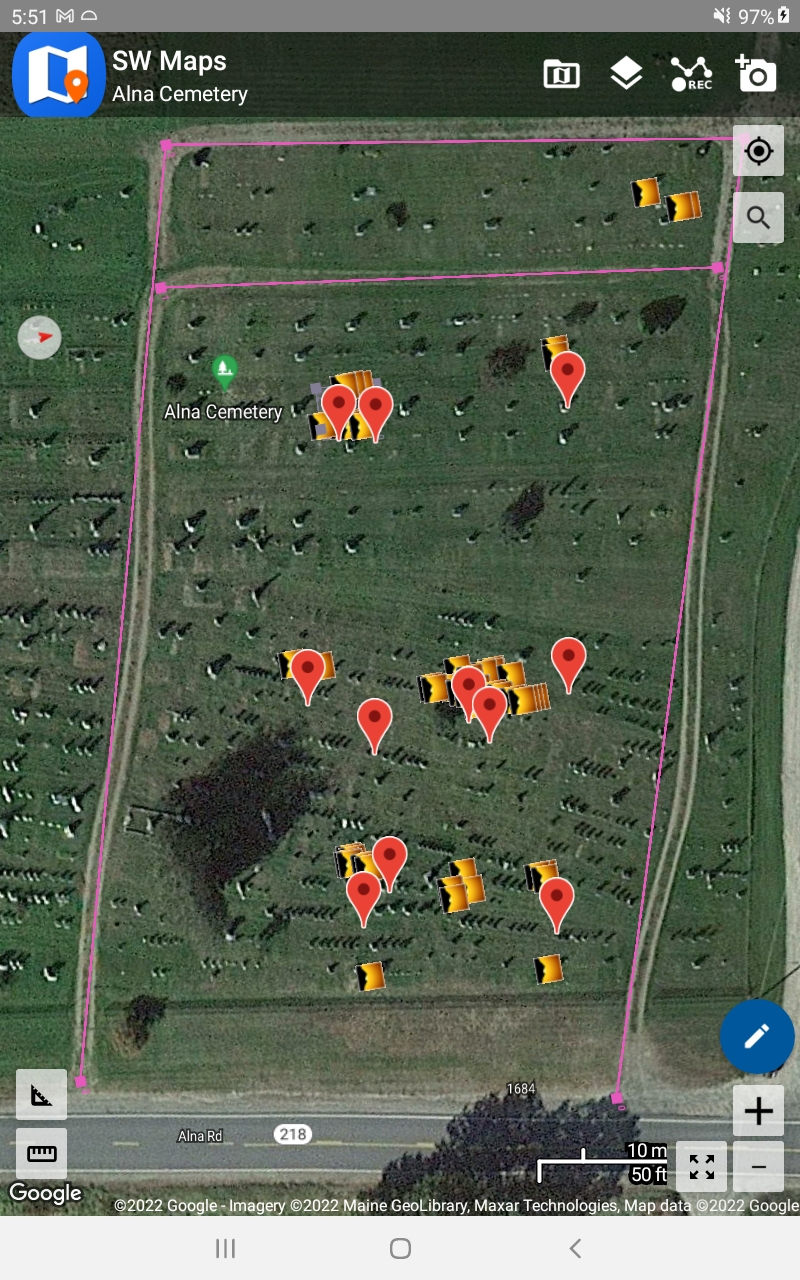 5:51
97%
SW Maps
Alna Cemetery
REC
Alna Cemetery
1684
Alna Rd
218
10 m
50 ft
Google
©2022 Google - Imagery ©2022 Maine GeoLibrary, Maxar Technologies, Map data ©2022 Google